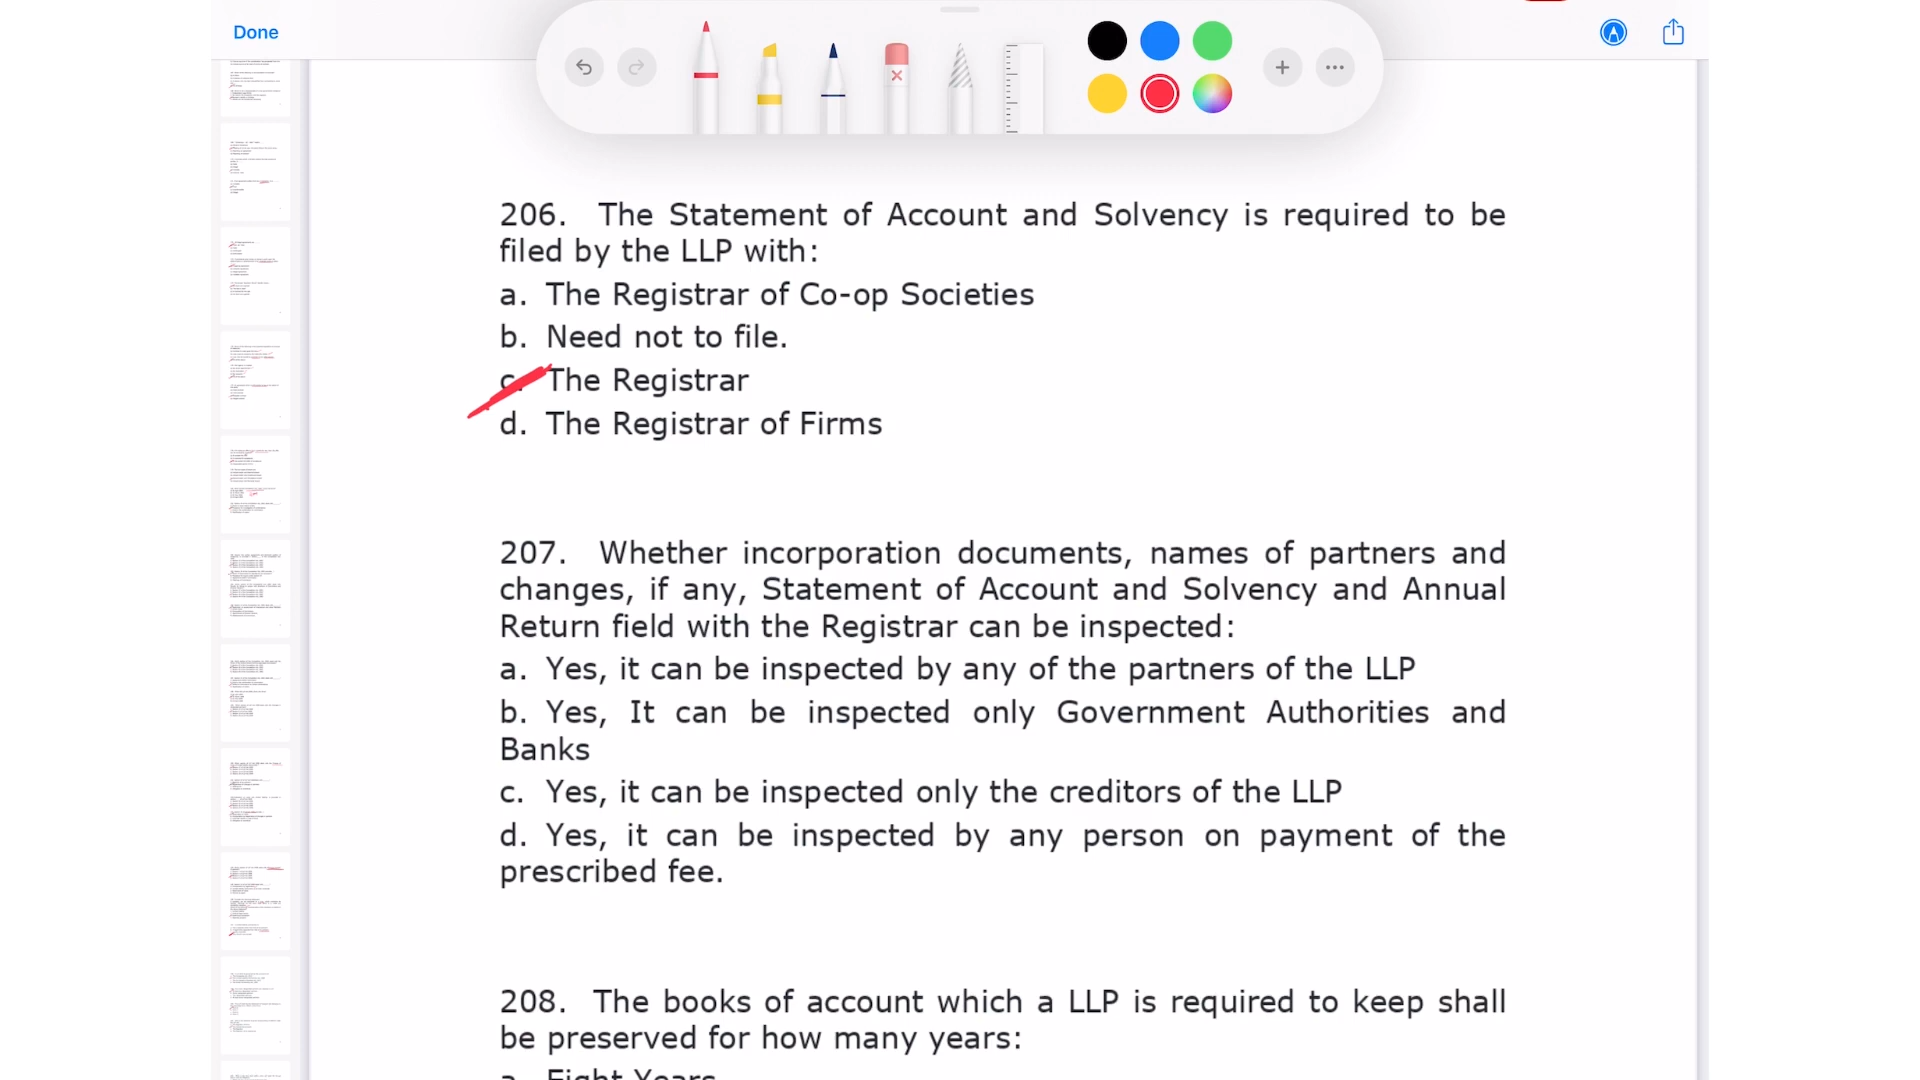 Done
206. The Statement of Account and Solvency is required to be
filed by the LLP with:
a. The Registrar of Co-op Societies
b. Need not to file.
c. The Registrar
d. The Registrar of Firms
207. Whether incorporation documents, names of partners and
changes, if any, Statement of Account and Solvency and Annual
Return field with the Registrar can be inspected:
a. Yes, it can be inspected by any of the partners of the LLP
b. Yes, It can be inspected only Government Authorities and
Banks
c. Yes, it can be inspected only the creditors of the LLP
d. Yes, it can be inspected by any person on payment of the
prescribed fee.
208. The books of account which a LLP is required to keep shall
be preserved for how many years:
a. Eight Years